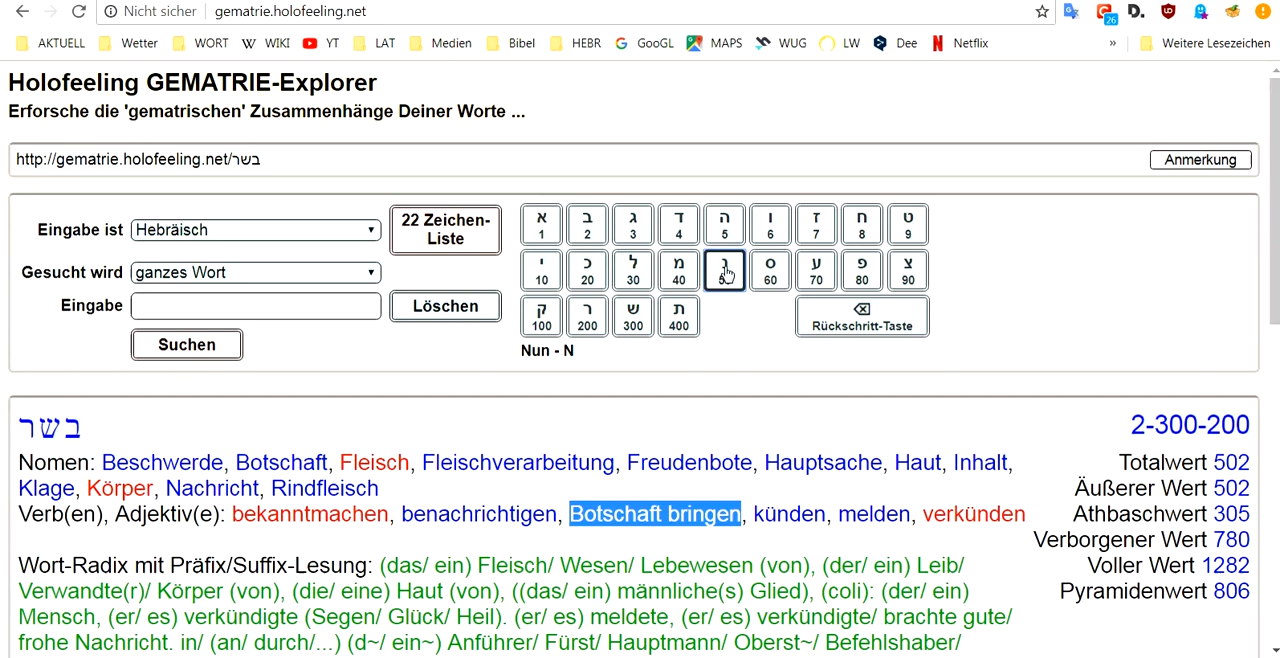 Nicht sicher | gematrie.holofeeling.net
26 D.
AKTUELL Wetter WORT W WIKI YT LAT Medien Bibel HEBR G GooGL MAPS WUG LW Dee N Netflix » Weitere Lesezeichen
Holofeeling GEMATRIE-Explorer
Erforsche die 'gematrischen' Zusammenhänge Deiner Worte ...
http://gematrie.holofeeling.net/בשר Anmerkung
Eingabe ist Hebräisch
22 Zeichen-Liste
Gesucht wird ganzes Wort
Eingabe Löschen
Suchen
א ב ג ד ה ו ז ח ט
1 2 3 4 5 6 7 8 9
י כ ל מ נ ס ע פ צ
10 20 30 40 60 70 80 90
ק ר ש ת
100 200 300 400 Rückschritt-Taste
Nun - N
בשר 2-300-200
Nomen: Beschwerde, Botschaft, Fleisch, Fleischverarbeitung, Freudenbote, Hauptsache, Haut, Inhalt,
Klage, Körper, Nachricht, Rindfleisch
Verb(en), Adjektiv(e): bekanntmachen, benachrichtigen, Botschaft bringen, künden, melden, verkünden
Totalwert 502
Äußerer Wert 502
Athbaschwert 305
Verborgener Wert 780
Voller Wert 1282
Pyramidenwert 806
Wort-Radix mit Präfix/Suffix-Lesung: (das/ ein) Fleisch/ Wesen/ Lebewesen (von), (der/ ein) Leib/
Verwandte(r)/ Körper (von), (die/ eine) Haut (von), ((das/ ein) männliche(s) Glied), (coli): (der/ ein)
Mensch, (er/ es) verkündigte (Segen/ Glück/ Heil). (er/ es) meldete, (er/ es) verkündigte/ brachte gute/
frohe Nachricht. in/ (an/ durch/...) (d~/ ein~) Anführer/ Fürst/ Hauptmann/ Oberst~/ Befehlshaber/